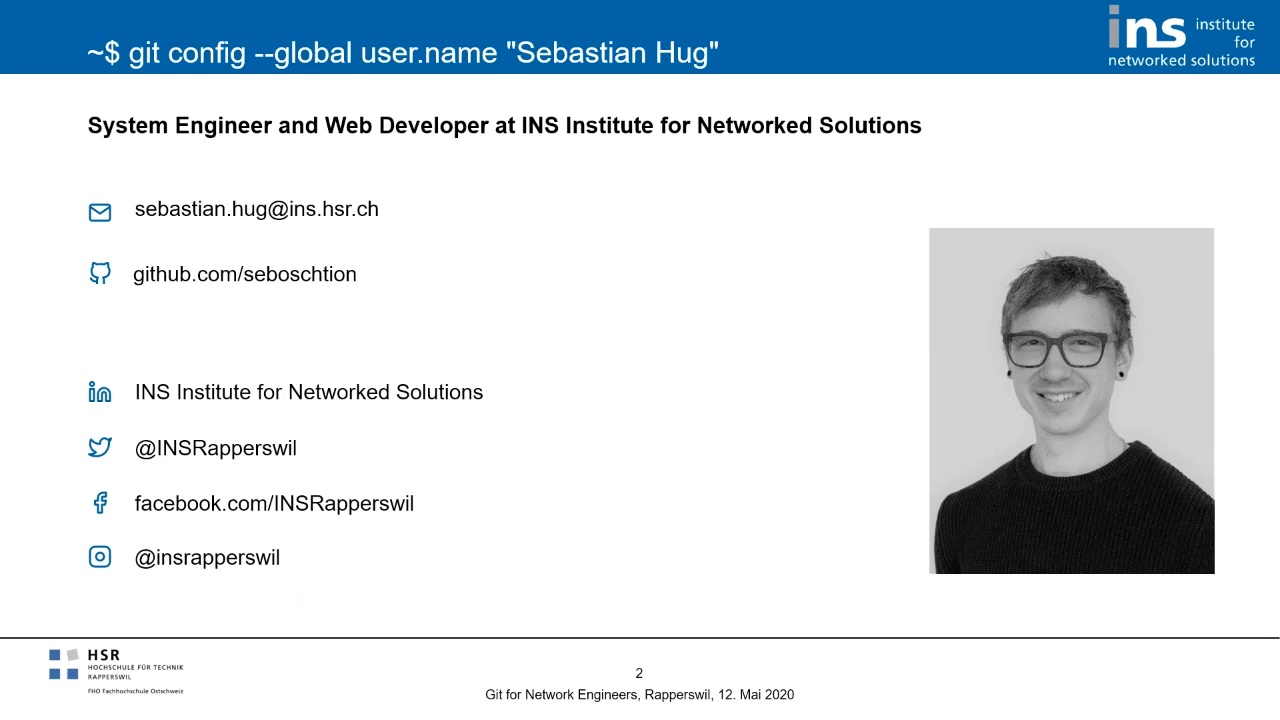 ~$ git config --global user.name "Sebastian Hug"
ins institute
for
networked solutions
System Engineer and Web Developer at INS Institute for Networked Solutions
sebastian.hug@ins.hsr.ch
github.com/seboschtion
INS Institute for Networked Solutions
@INSRapperswil
facebook.com/INSRapperswil
@insrapperswil
HSR
HOCHSCHULE FÜR TECHNIK
RAPPERSWIL
FHO Fachhochschule Ostschweiz
2
Git for Network Engineers, Rapperswil, 12. Mai 2020